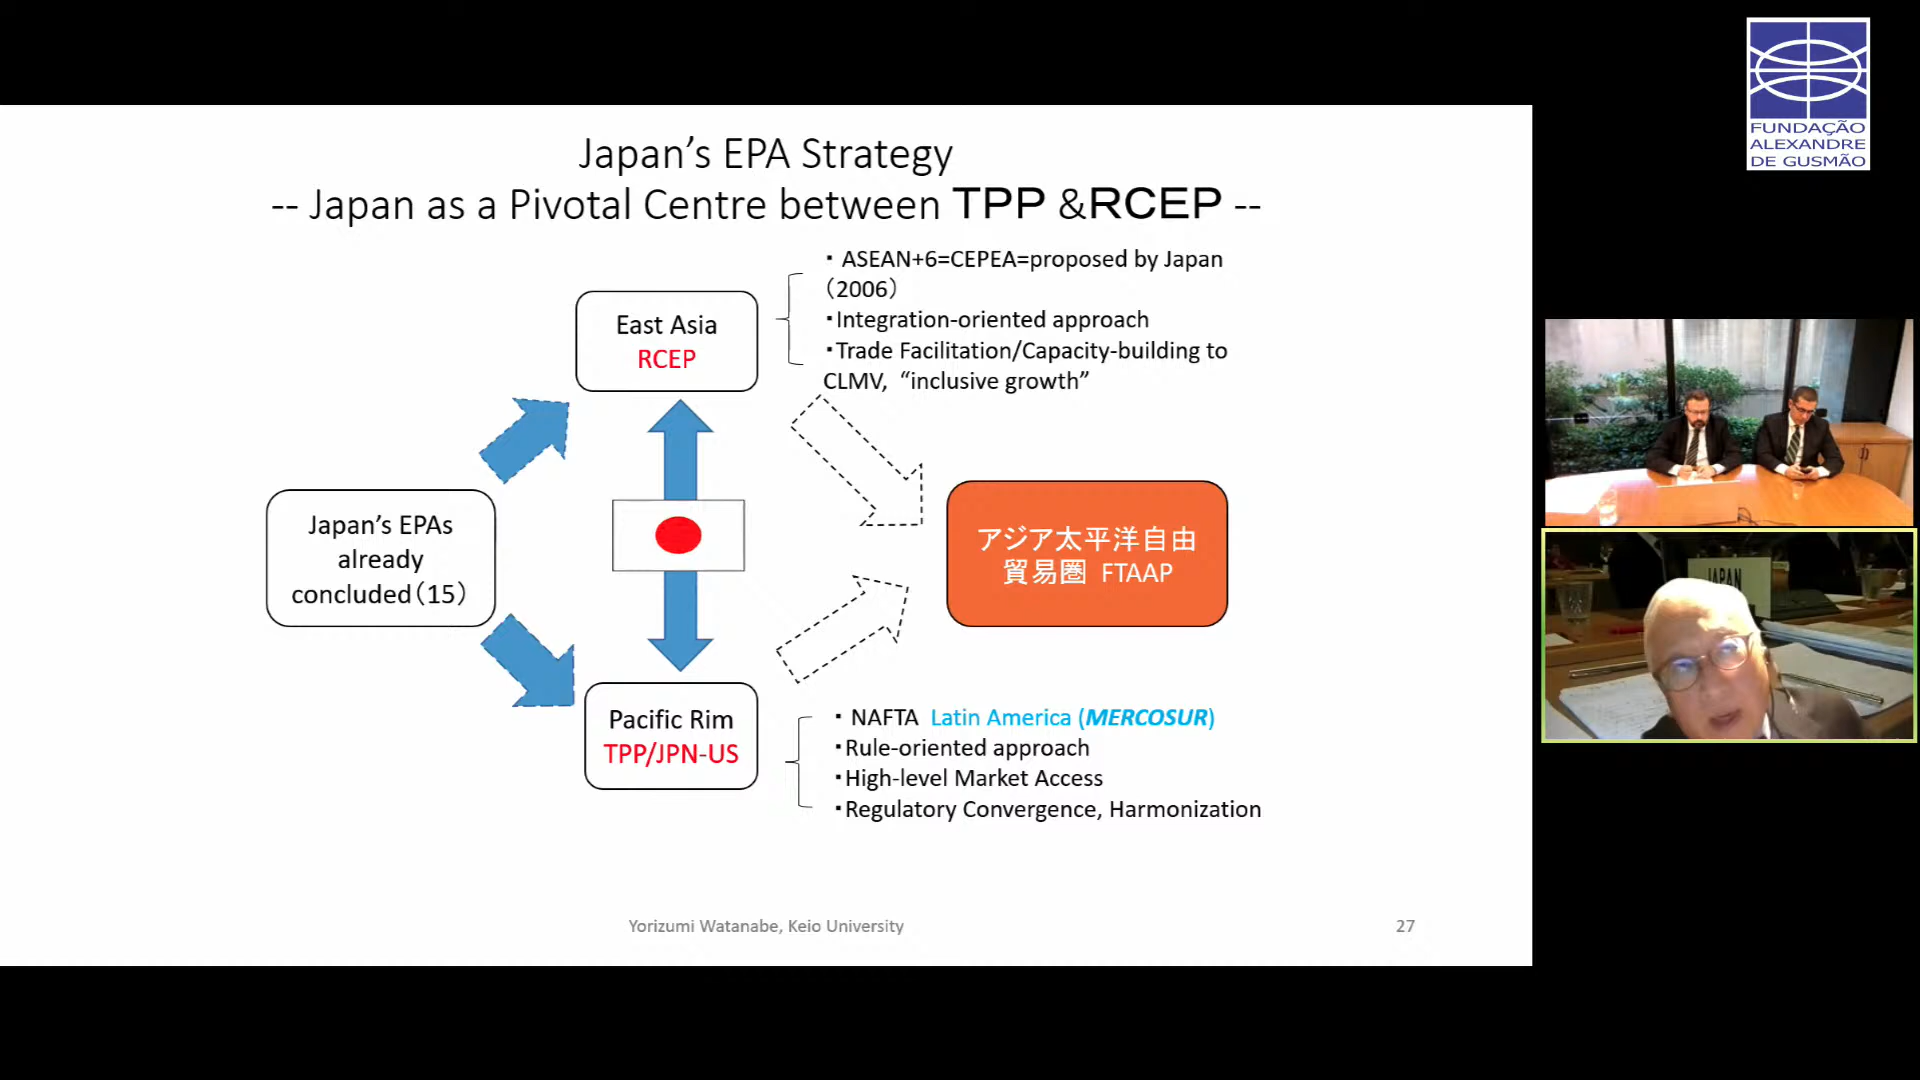 FUNDAÇÃO
ALEXANDRE
DE GUSMÃO
Japan’s EPA Strategy
-- Japan as a Pivotal Centre between TPP &RCEP --
・ ASEAN+6=CEPEA=proposed by Japan
（2006）
・Integration-oriented approach
・Trade Facilitation/Capacity-building to
CLMV, “inclusive growth”
East Asia
RCEP
Japan’s EPAs
already
concluded（15）
アジア太平洋自由
貿易圏 FTAAP
Pacific Rim
TPP/JPN-US
・ NAFTA Latin America (MERCOSUR)
・Rule-oriented approach
・High-level Market Access
・Regulatory Convergence, Harmonization
JAPAN
Yorizumi Watanabe, Keio University
27